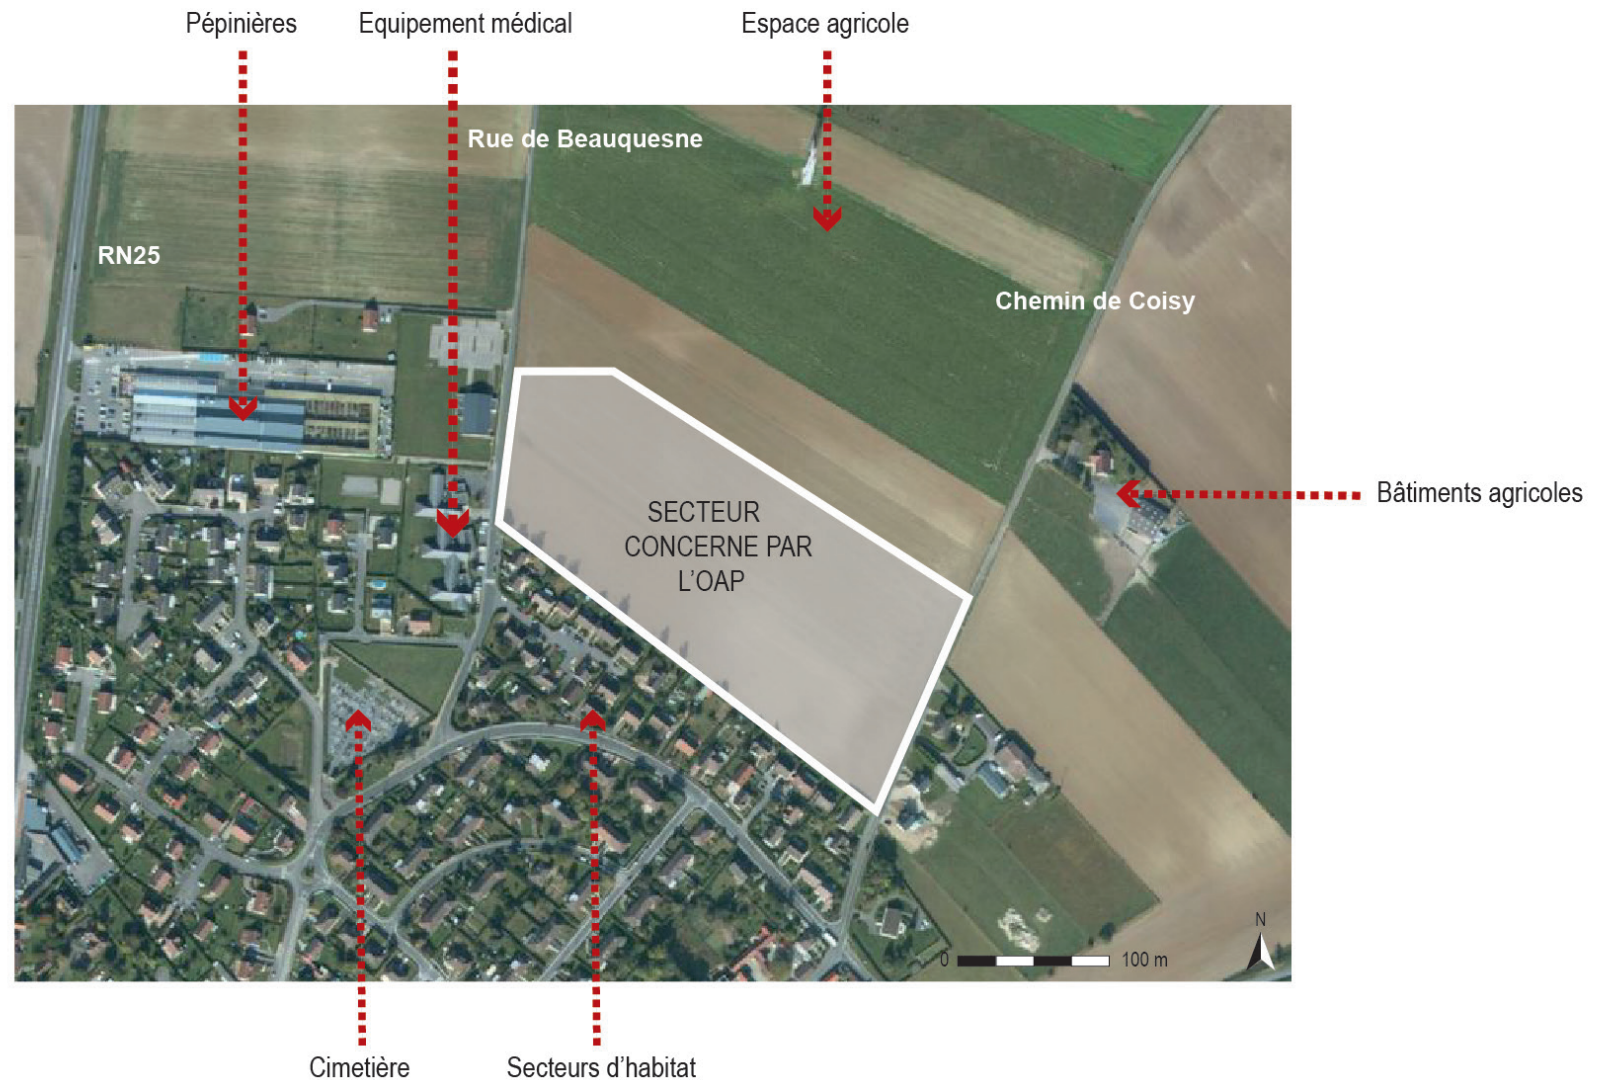 Pépinières
Equipement médical
Espace agricole
Rue de Beauquesne
RN25
Chemin de Coisy
SECTEUR
CONCERNE PAR
L'OAP
Bâtiments agricoles
N
0
100 m
Cimetière
Secteurs d'habitat